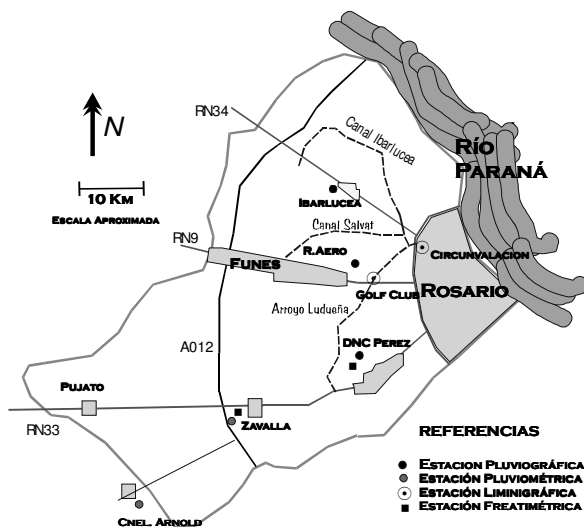 RN34
Canal Ibarlucea
N
RÍO
PARANÁ
10 KM
ESCALA APROXIMADA
IBARLUCEA
Canal Salvat
RN9
R.AERO
CIRCUNVALACION
FUNES
GOLF CLUB
ROSARIO
Arroyo Ludueña
A012
DNC PEREZ
PUJATO
ZAVALLA
RN33
REFERENCIAS
ESTACION PLUVIOGRÁFICA
ESTACIÓN PLUVIOMÉTRICA
ESTACIÓN LIMINIGRÁFICA
ESTACIÓN FREATIMÉTRICA
CNEL. ARNOLD